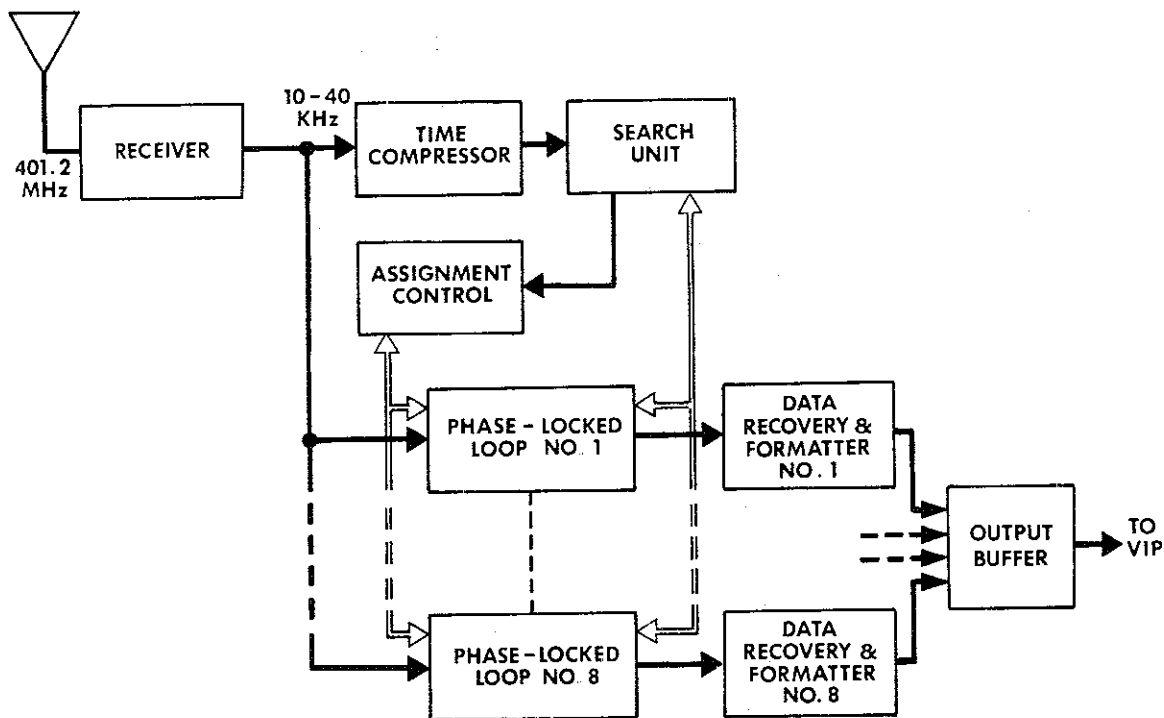 401.2
MHz
RECEIVER
10-40
KHz
TIME
COMPRESSOR
SEARCH
UNIT
ASSIGNMENT
CONTROL
PHASE-LOCKED
LOOP NO. 1
DATA
RECOVERY &
FORMATTER
NO. 1
OUTPUT
BUFFER
TO
VIP
PHASE-LOCKED
LOOP NO. 8
DATA
RECOVERY &
FORMATTER
NO. 8